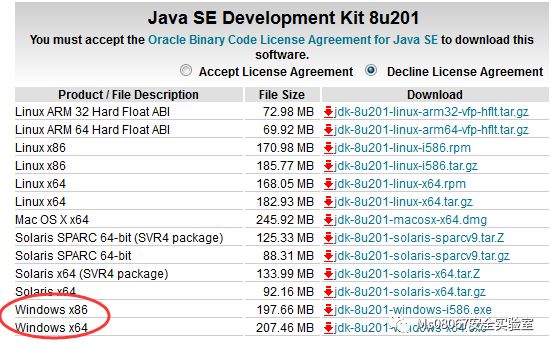 Java SE Development Kit 8u201
You must accept the Oracle Binary Code License Agreement for Java SE to download this
software.
Accept License Agreement Decline License Agreement
Product / File Description File Size Download
Linux ARM 32 Hard Float ABI 72.98 MB jdk-8u201-linux-arm32-vfp-hflt.tar.gz
Linux ARM 64 Hard Float ABI 69.92 MB jdk-8u201-linux-arm64-vfp-hflt.tar.gz
Linux x86 170.98 MB jdk-8u201-linux-i586.rpm
Linux x86 185.77 MB jdk-8u201-linux-i586.tar.gz
Linux x64 168.05 MB jdk-8u201-linux-x64.rpm
Linux x64 182.93 MB jdk-8u201-linux-x64.tar.gz
Mac OS X x64 245.92 MB jdk-8u201-macosx-x64.dmg
Solaris SPARC 64-bit (SVR4 package) 125.33 MB jdk-8u201-solaris-sparcv9.tar.Z
Solaris SPARC 64-bit 88.31 MB jdk-8u201-solaris-sparcv9.tar.gz
Solaris x64 (SVR4 package) 133.99 MB jdk-8u201-solaris-x64.tar.Z
Solaris x64 92.16 MB jdk-8u201-solaris-x64.tar.gz
Windows x86 197.66 MB jdk-8u201-windows-i586.exe
Windows x64 207.46 MB jdk-8u201-windows-x64.exe
Ms08067安全实验室